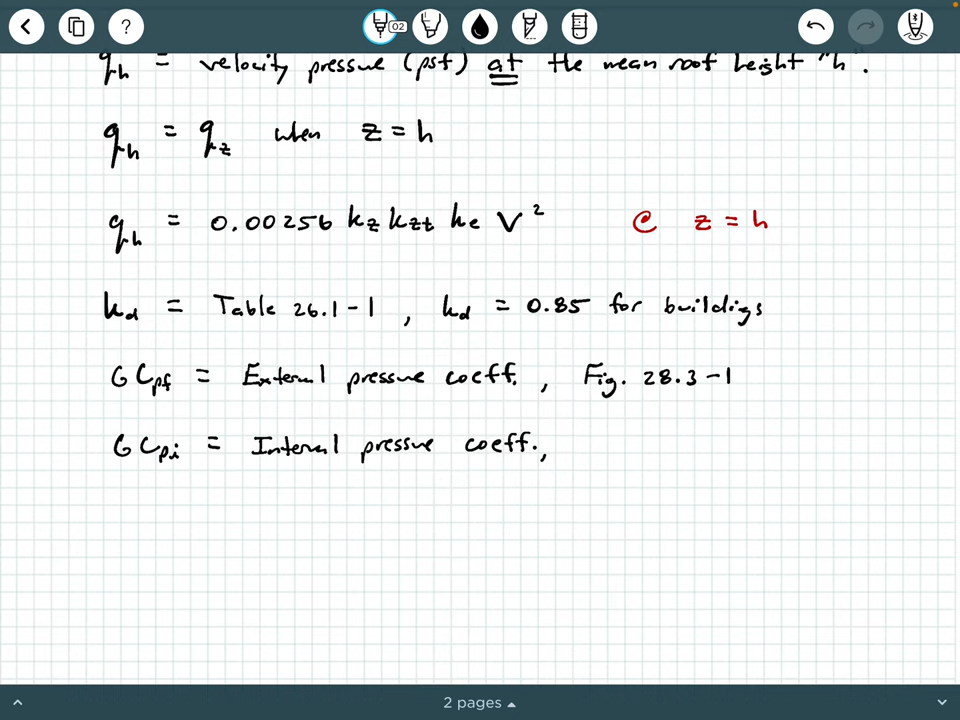 ?
02
qh = velocity pressure (psf) at the mean roof height "h".
qh = qz when z = h
qh = 0.00256 kz kzt ke V² @ z = h
kd = Table 26.1-1, kd = 0.85 for buildings
GCpf = External pressure coeff., Fig. 28.3-1
GCpi = Internal pressure coeff.,
2 pages